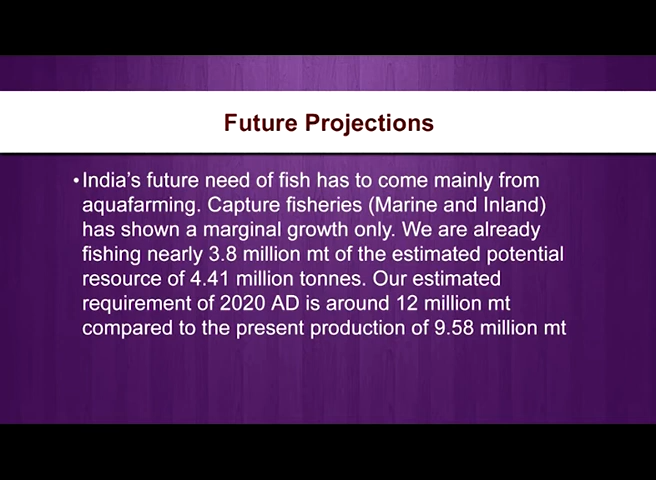 Future Projections
•India’s future need of fish has to come mainly from
aquafarming. Capture fisheries (Marine and Inland)
has shown a marginal growth only. We are already
fishing nearly 3.8 million mt of the estimated potential
resource of 4.41 million tonnes. Our estimated
requirement of 2020 AD is around 12 million mt
compared to the present production of 9.58 million mt